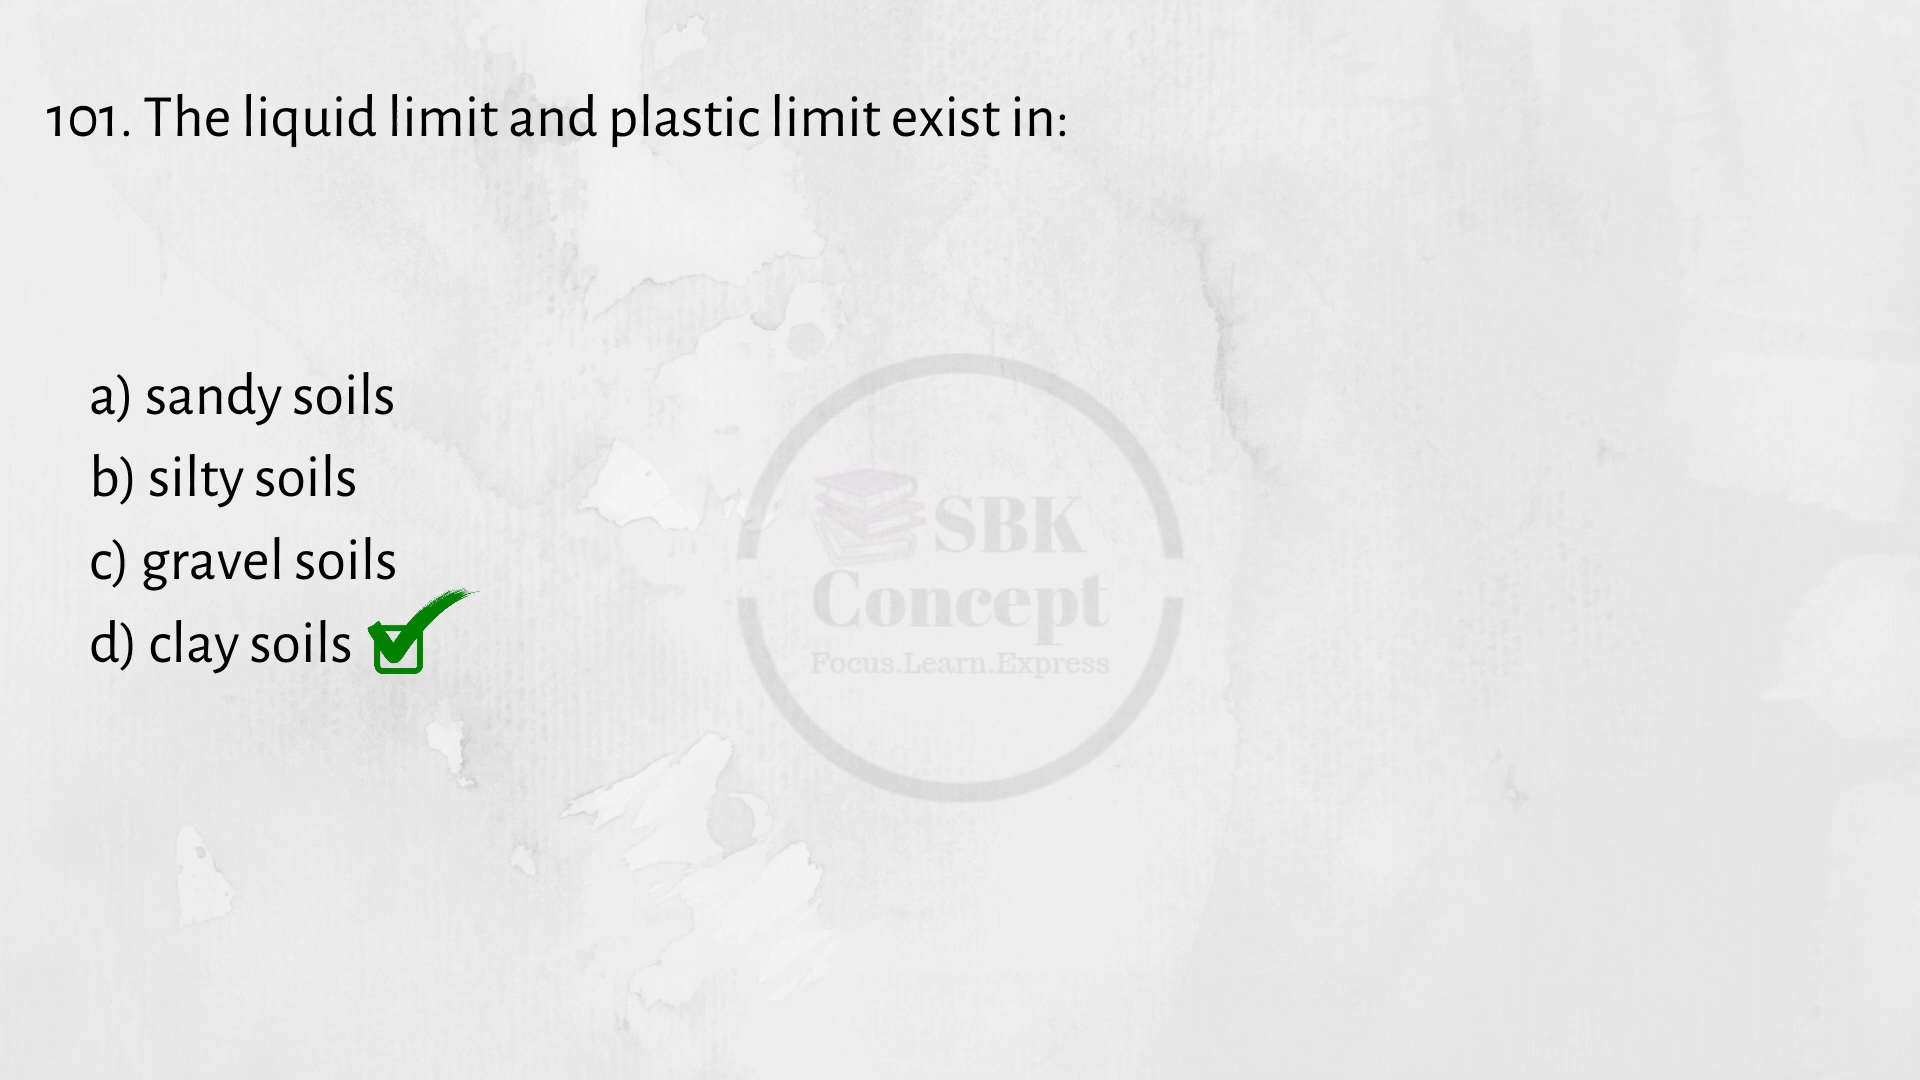 101. The liquid limit and plastic limit exist in:
a) sandy soils
b) silty soils
c) gravel soils
d) clay soils
SBK
Concept
Focus.Learn.Express